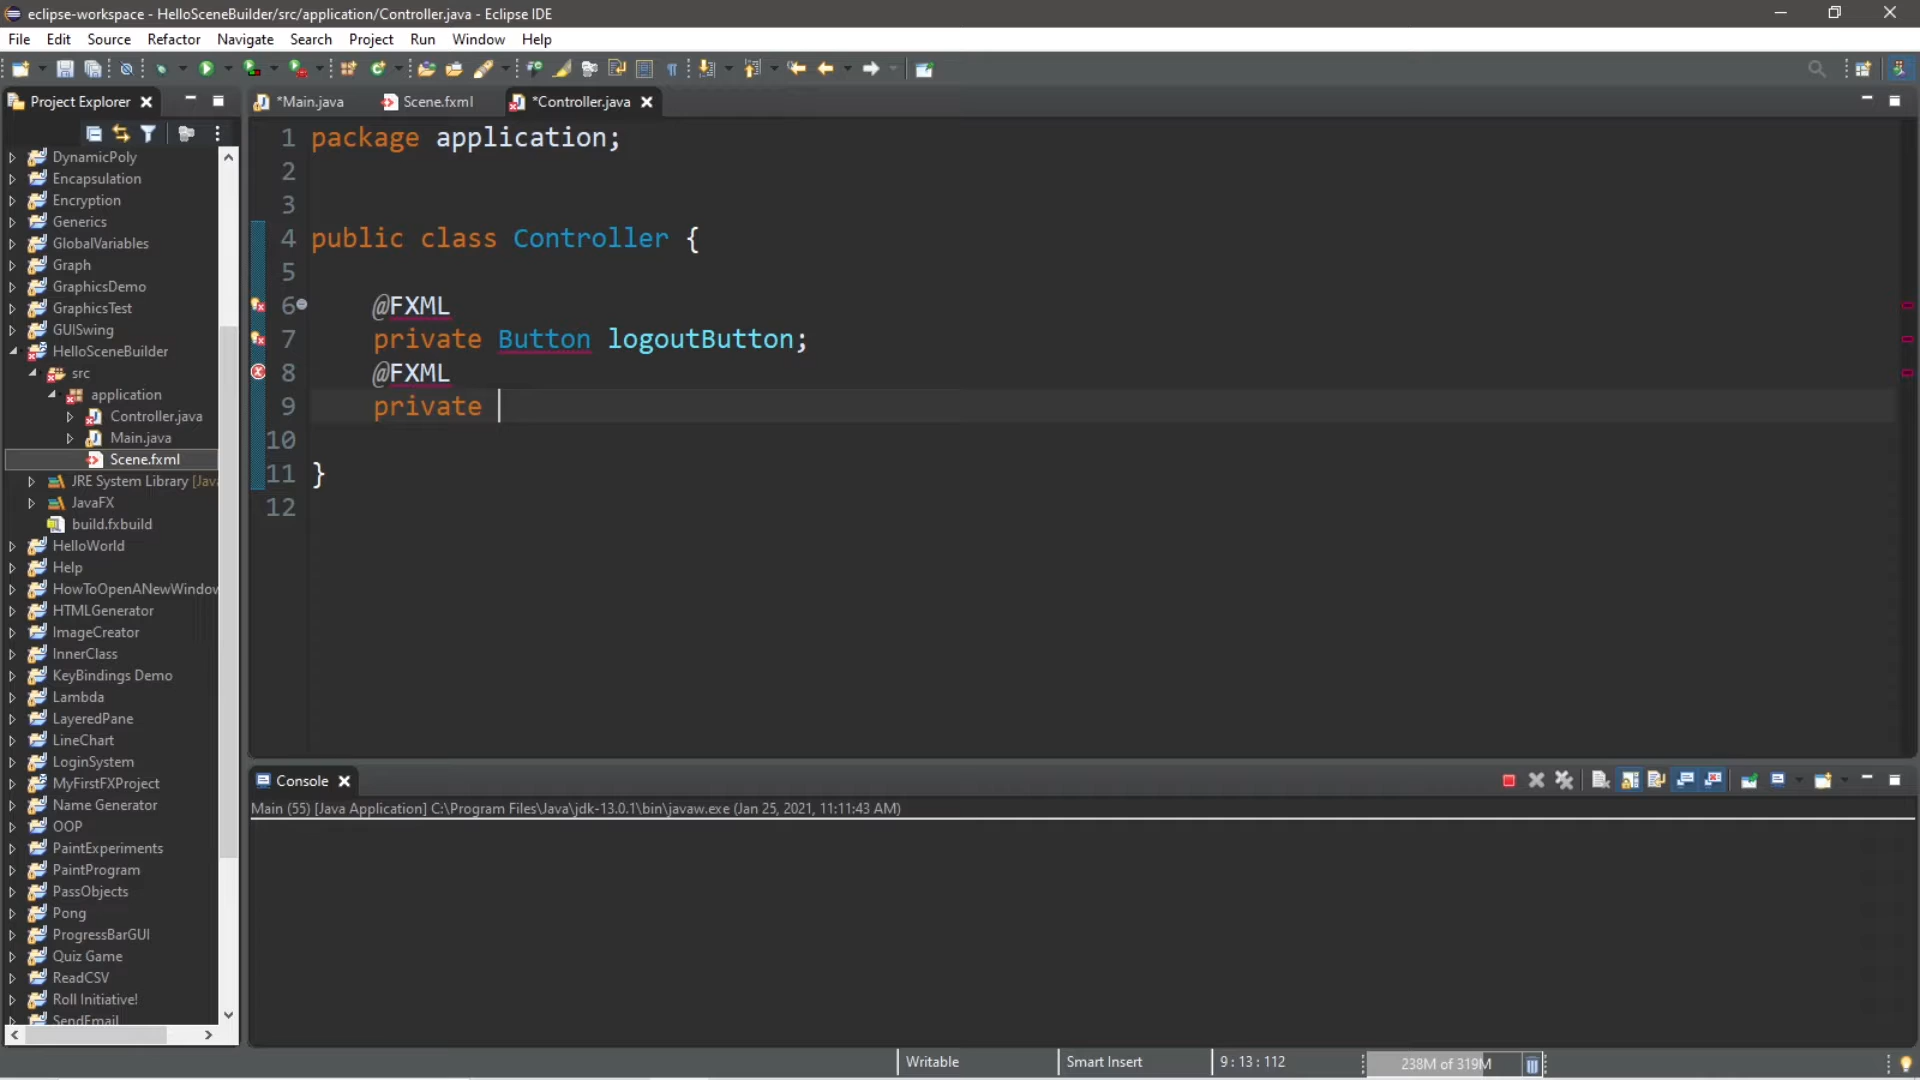 eclipse-workspace - HelloSceneBuilder/src/application/Controller.java - Eclipse IDE
File Edit Source Refactor Navigate Search Project Run Window Help
Project Explorer
*Main.java Scene.fxml *Controller.java
DynamicPoly
Encapsulation
Encryption
Generics
GlobalVariables
Graph
GraphicsDemo
GraphicsTest
GUISwing
HelloSceneBuilder
src
application
Controller.java
Main.java
Scene.fxml
JRE System Library [Java
JavaFX
build.fxbuild
HelloWorld
Help
HowToOpenANewWindow
HTMLGenerator
ImageCreator
InnerClass
KeyBindings Demo
Lambda
LayeredPane
LineChart
LoginSystem
MyFirstFXProject
Name Generator
OOP
PaintExperiments
PaintProgram
PassObjects
Pong
ProgressBarGUI
Quiz Game
ReadCSV
Roll Initiative!
SendEmail
1 package application;
2
3
4 public class Controller {
5
6 @FXML
7 private Button logoutButton;
8 @FXML
9 private
10
11 }
12
Console
Main (55) [Java Application] C:\Program Files\Java\jdk-13.0.1\bin\javaw.exe (Jan 25, 2021, 11:11:43 AM)
Writable Smart Insert 9 : 13 : 112 238M of 319M